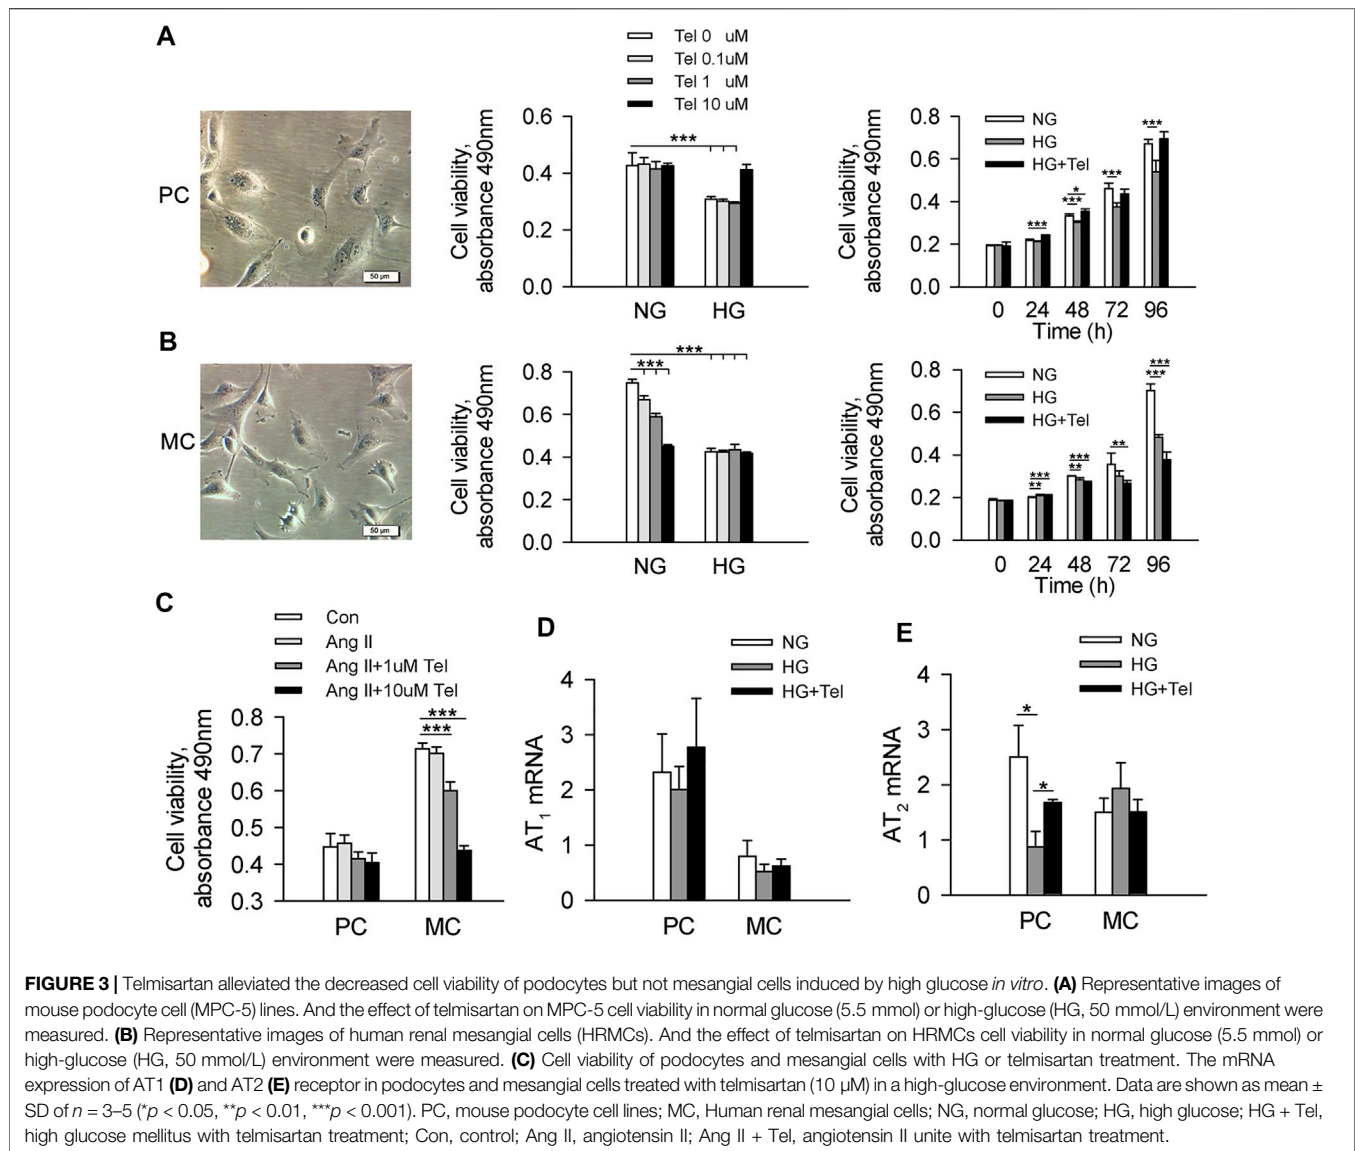 A
Tel 0 uM
Tel 0.1uM
Tel 1 uM
Tel 10 uM
PC
50 µm
Cell viability,
absorbance 490nm
0.6
0.4
0.2
0.0
***
NG HG
Cell viability,
absorbance 490nm
0.8
0.6
0.4
0.2
0.0
NG
HG
HG+Tel
***
***
*
***
***
0 24 48 72 96
Time (h)
B
MC
50 µm
Cell viability,
absorbance 490nm
0.8
0.6
0.4
0.2
0.0
***
***
NG HG
Cell viability,
absorbance 490nm
0.8
0.6
0.4
0.2
0.0
NG
HG
HG+Tel
***
**
***
**
**
***
***
0 24 48 72 96
Time (h)
C
Con
Ang II
Ang II+1uM Tel
Ang II+10uM Tel
Cell viability,
absorbance 490nm
0.8
0.7
0.6
0.5
0.4
0.3
***
***
PC MC
D
NG
HG
HG+Tel
AT1 mRNA
4
3
2
1
0
PC MC
E
NG
HG
HG+Tel
AT2 mRNA
4
3
2
1
0
*
*
PC MC
FIGURE 3 | Telmisartan alleviated the decreased cell viability of podocytes but not mesangial cells induced by high glucose in vitro. (A) Representative images of
mouse podocyte cell (MPC-5) lines. And the effect of telmisartan on MPC-5 cell viability in normal glucose (5.5 mmol) or high-glucose (HG, 50 mmol/L) environment were
measured. (B) Representative images of human renal mesangial cells (HRMCs). And the effect of telmisartan on HRMCs cell viability in normal glucose (5.5 mmol) or
high-glucose (HG, 50 mmol/L) environment were measured. (C) Cell viability of podocytes and mesangial cells with HG or telmisartan treatment. The mRNA
expression of AT1 (D) and AT2 (E) receptor in podocytes and mesangial cells treated with telmisartan (10 µM) in a high-glucose environment. Data are shown as mean ±
SD of n = 3–5 (*p < 0.05, **p < 0.01, ***p < 0.001). PC, mouse podocyte cell lines; MC, Human renal mesangial cells; NG, normal glucose; HG, high glucose; HG + Tel,
high glucose mellitus with telmisartan treatment; Con, control; Ang II, angiotensin II; Ang II + Tel, angiotensin II unite with telmisartan treatment.